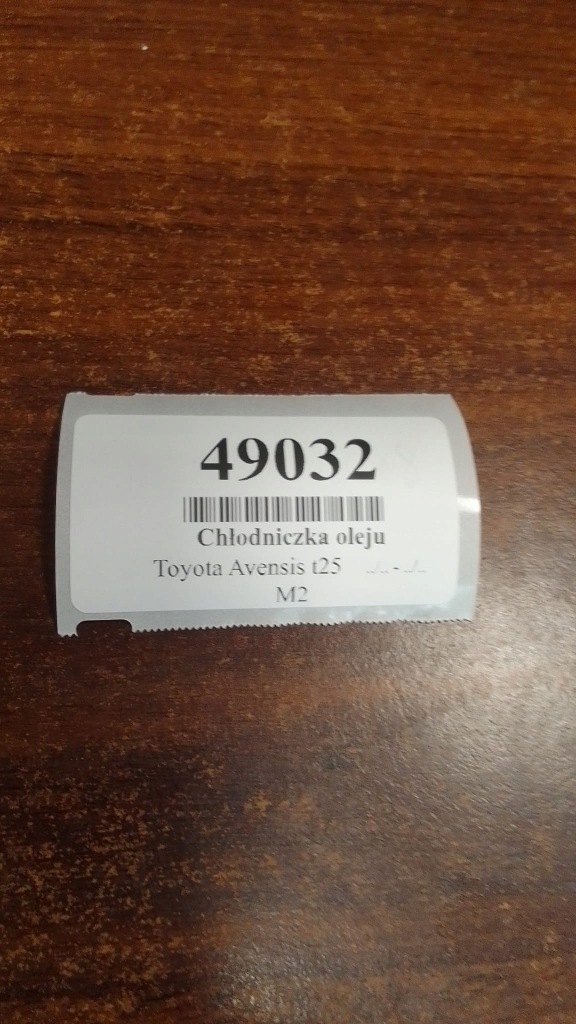 49032
Chłodniczka oleju
Toyota Avensis t25 ../.. - ../..
M2